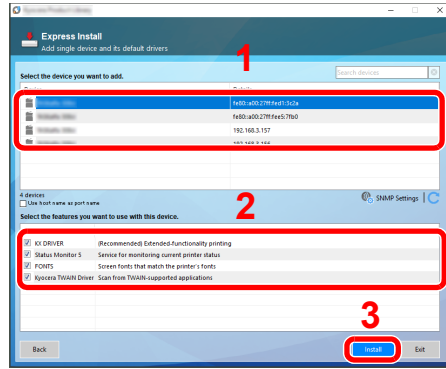 Express Install
Add single device and its default drivers
1
Select the device you want to add.
Search devices
fe80::a00:27ff:fed1:5c2a
fe80::a00:27ff:fee5:7fb0
192.168.3.157
4 devices
Use host name as port name
SNMP Settings
2
Select the features you want to use with this device.
KX DRIVER (Recommended) Extended-functionality printing
Status Monitor 5 Service for monitoring current printer status
FONTS Screen fonts that match the printer's fonts
Kyocera TWAIN Driver Scan from TWAIN-supported applications
3
Back Install Exit